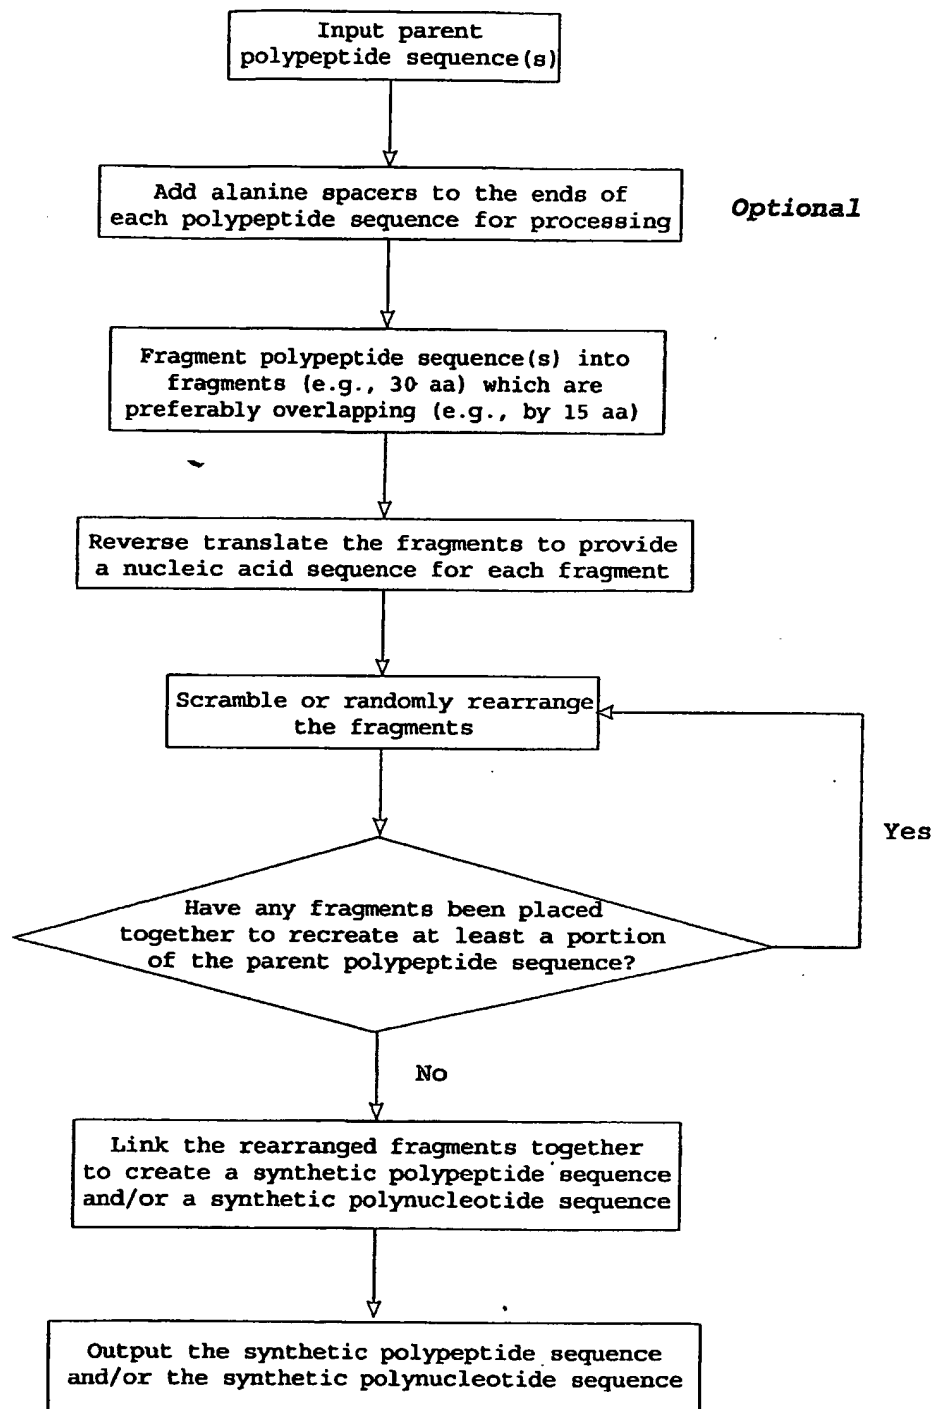 Input parent
polypeptide sequence(s)
Add alanine spacers to the ends of
each polypeptide sequence for processing
Optional
Fragment polypeptide sequence(s) into
fragments (e.g., 30 aa) which are
preferably overlapping (e.g., by 15 aa)
Reverse translate the fragments to provide
a nucleic acid sequence for each fragment
Scramble or randomly rearrange
the fragments
Yes
Have any fragments been placed
together to recreate at least a portion
of the parent polypeptide sequence?
No
Link the rearranged fragments together
to create a synthetic polypeptide sequence
and/or a synthetic polynucleotide sequence
Output the synthetic polypeptide sequence
and/or the synthetic polynucleotide sequence